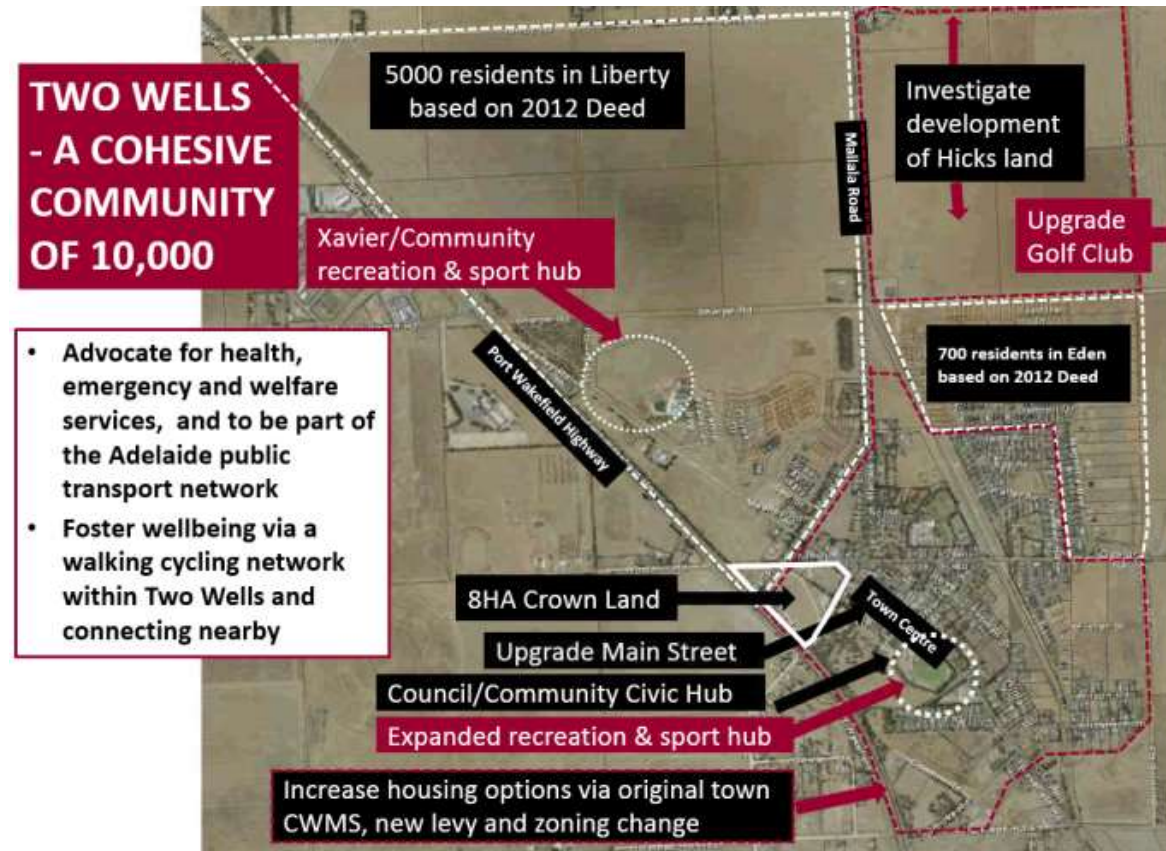 TWO WELLS
- A COHESIVE
COMMUNITY
OF 10,000
5000 residents in Liberty
based on 2012 Deed
Investigate
development
of Hicks land
Mallala Road
Xavier/Community
recreation & sport hub
Upgrade
Golf Club
• Advocate for health,
emergency and welfare
services, and to be part of
the Adelaide public
transport network
• Foster wellbeing via a
walking cycling network
within Two Wells and
connecting nearby
Port Wakefield Highway
700 residents in Eden
based on 2012 Deed
8HA Crown Land
Town Centre
Upgrade Main Street
Council/Community Civic Hub
Expanded recreation & sport hub
Increase housing options via original town
CWMS, new levy and zoning change